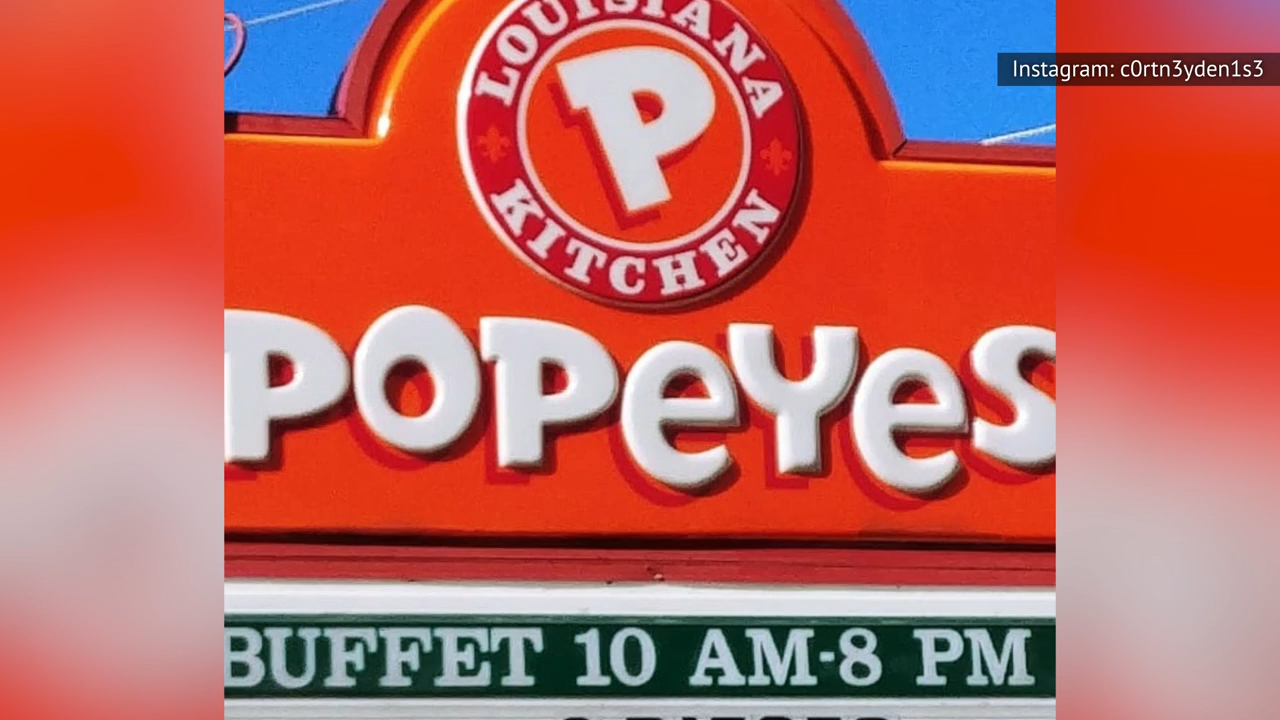 Instagram: c0rtn3yden1s3
LOUISIANA
P
KITCHEN
POPEYES
BUFFET 10 AM-8 PM